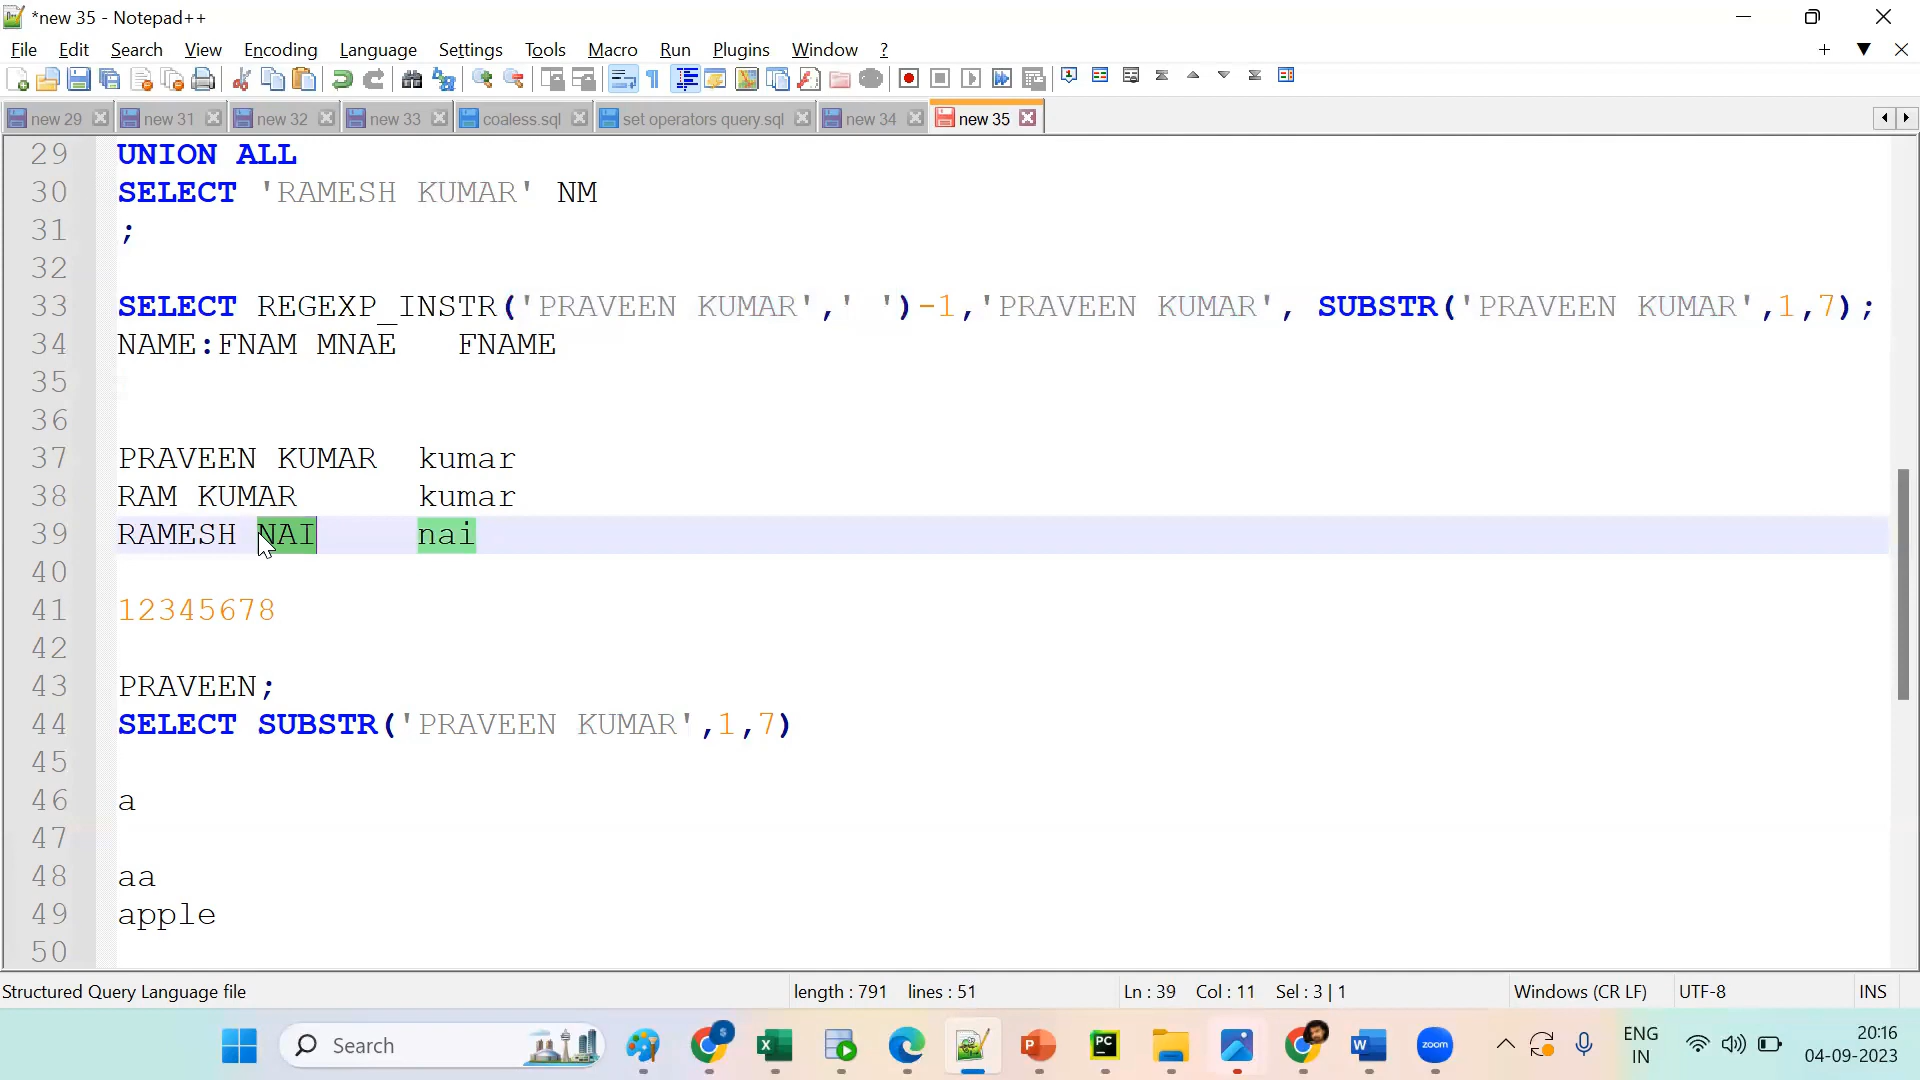 *new 35 - Notepad++
File Edit Search View Encoding Language Settings Tools Macro Run Plugins Window ?
new 29 new 31 new 32 new 33 coaless.sql set operators query.sql new 34 new 35
29 UNION ALL
30 SELECT 'RAMESH KUMAR' NM
31 ;
32
33 SELECT REGEXP_INSTR('PRAVEEN KUMAR',' ')-1,'PRAVEEN KUMAR', SUBSTR('PRAVEEN KUMAR',1,7);
34 NAME:FNAM MNAE FNAME
35
36
37 PRAVEEN KUMAR kumar
38 RAM KUMAR kumar
39 RAMESH NAI nai
40
41 12345678
42
43 PRAVEEN;
44 SELECT SUBSTR('PRAVEEN KUMAR',1,7)
45
46 a
47
48 aa
49 apple
50
Structured Query Language file length : 791 lines : 51 Ln : 39 Col : 11 Sel : 3 | 1 Windows (CR LF) UTF-8 INS
Search zoom ENG 20:16
IN 04-09-2023